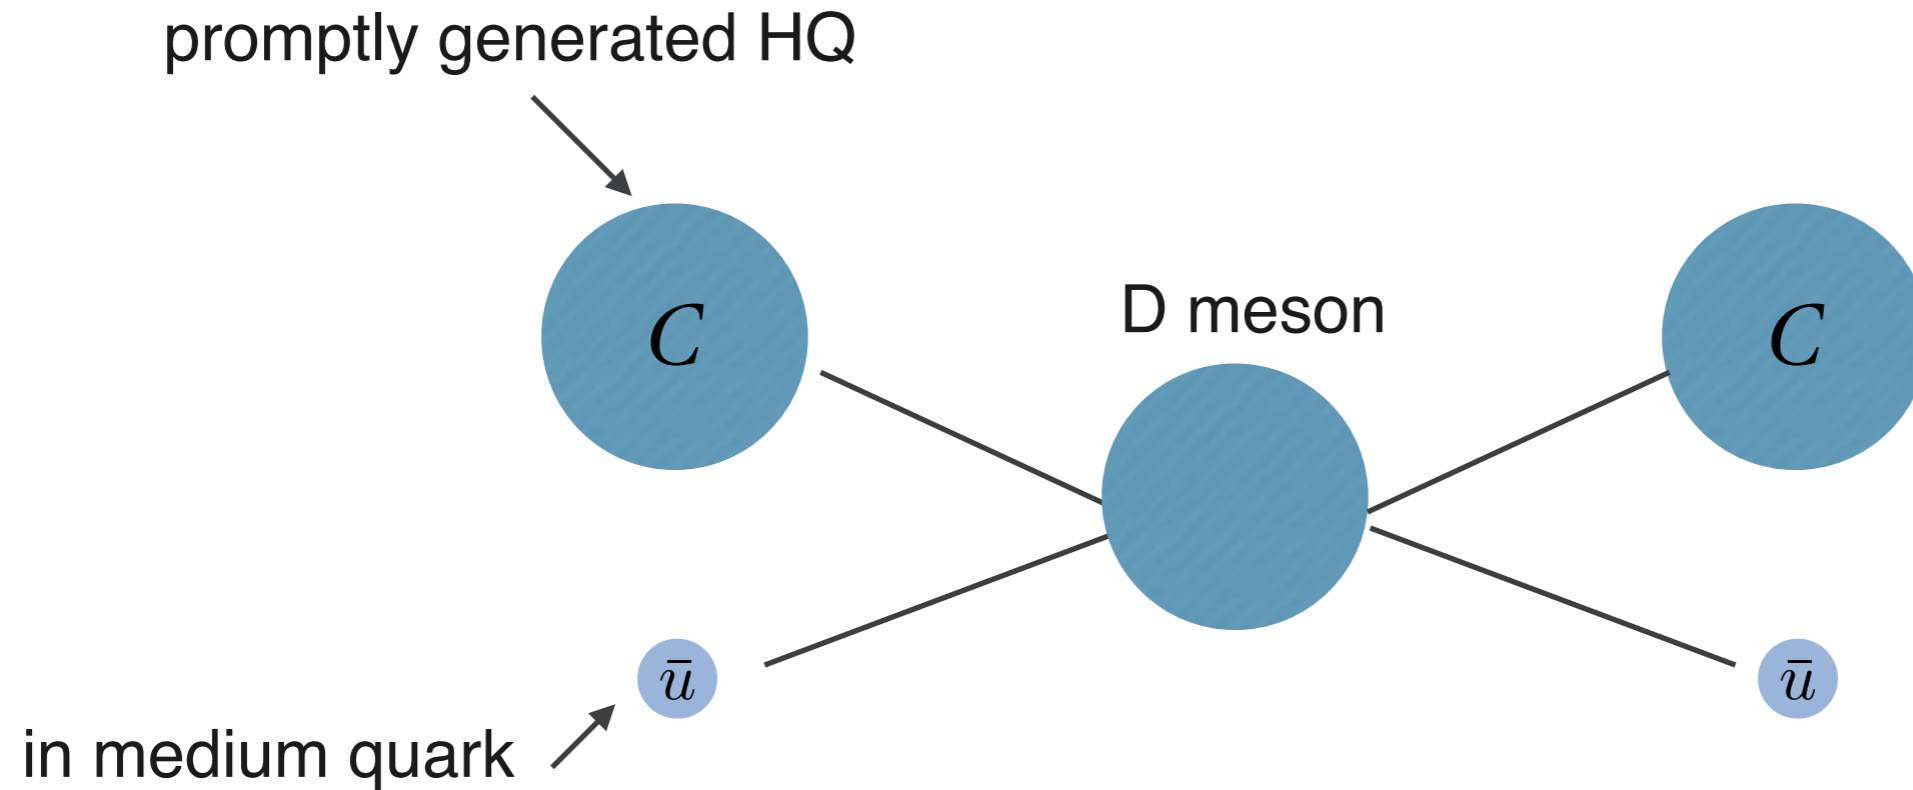 promptly generated HQ
D meson
C
C
ū
ū
in medium quark